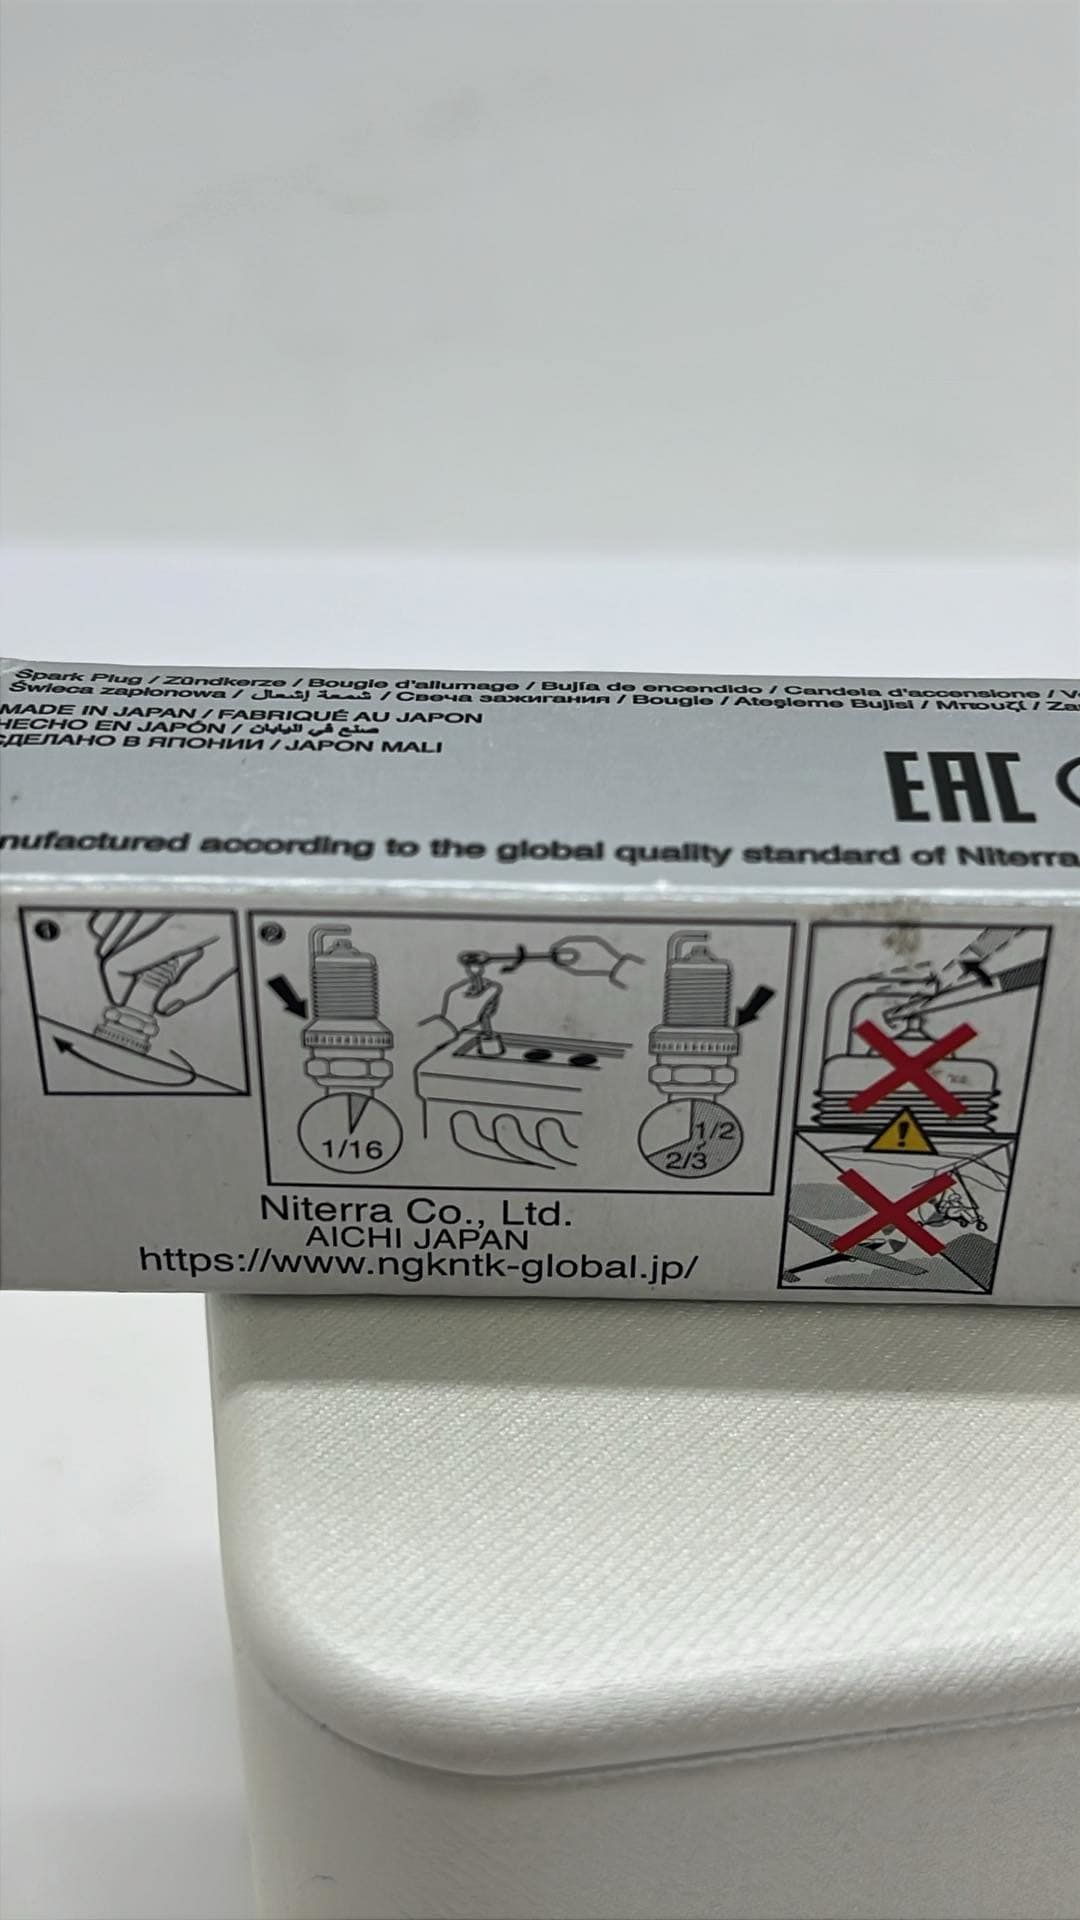 Spark Plug / Zündkerze / Bougie d'allumage / Bujía de encendido / Candela d'accensione /
Świeca zapłonowa / شمعة إشعال / Свеча зажигания / Bougie / Ateşleme Bujisi / Μπουζί /
MADE IN JAPAN / FABRIQUÉ AU JAPON
HECHO EN JAPÓN / صنع في اليابان
СДЕЛАНО В ЯПОНИИ / JAPON MALI
EAC
nufactured according to the global quality standard of Niterra
1
2
1/16
1/2
2/3
Niterra Co., Ltd.
AICHI JAPAN
https://www.ngkntk-global.jp/